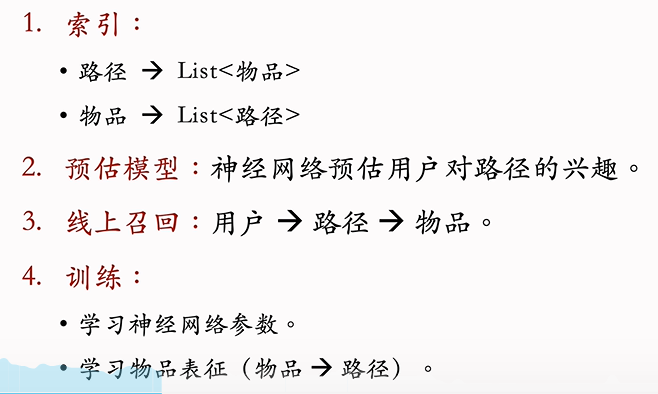 1. 索引：
• 路径 → List<物品>
• 物品 → List<路径>
2. 预估模型：神经网络预估用户对路径的兴趣。
3. 线上召回：用户 → 路径 → 物品。
4. 训练：
• 学习神经网络参数。
• 学习物品表征（物品 → 路径）。